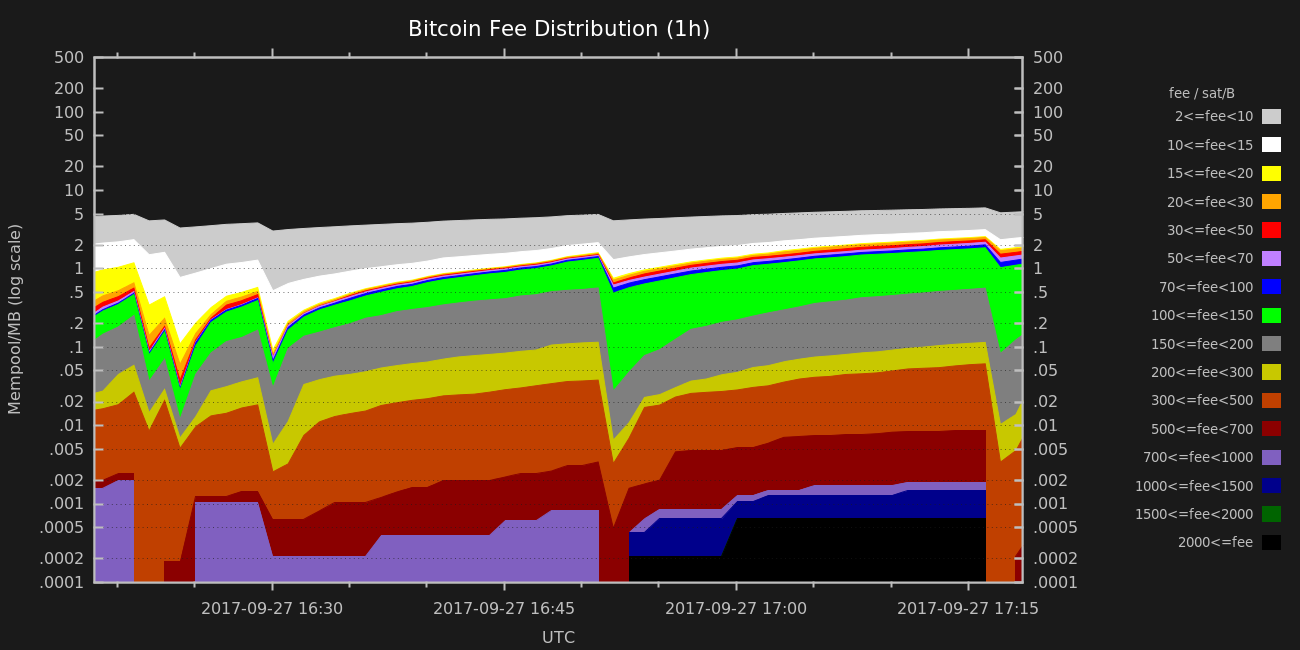 Bitcoin Fee Distribution (1h)
Mempool/MB (log scale)
500
200
100
50
20
10
5
2
1
.5
.2
.1
.05
.02
.01
.005
.002
.001
.0005
.0002
.0001
500
200
100
50
20
10
5
2
1
.5
.2
.1
.05
.02
.01
.005
.002
.001
.0005
.0002
.0001
2017-09-27 16:30
2017-09-27 16:45
2017-09-27 17:00
2017-09-27 17:15
UTC
fee / sat/B
2<=fee<10
10<=fee<15
15<=fee<20
20<=fee<30
30<=fee<50
50<=fee<70
70<=fee<100
100<=fee<150
150<=fee<200
200<=fee<300
300<=fee<500
500<=fee<700
700<=fee<1000
1000<=fee<1500
1500<=fee<2000
2000<=fee